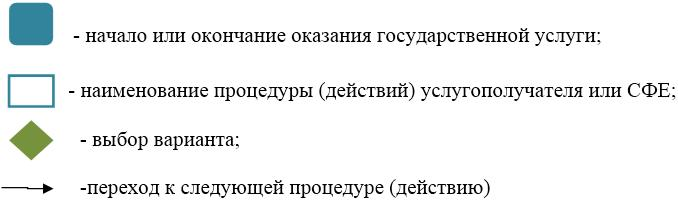 - начало или окончание оказания государственной услуги;
- наименование процедуры (действий) услугополучателя или СФЕ;
- выбор варианта;
-переход к следующей процедуре (действию)